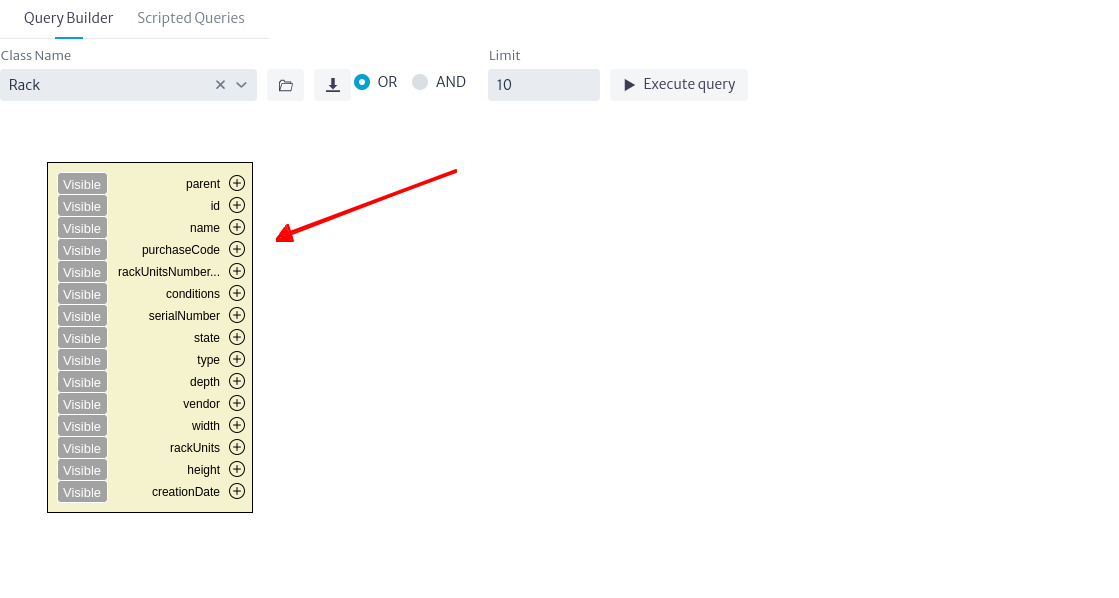 Query Builder Scripted Queries
Class Name Limit
Rack OR AND 10 Execute query
Visible parent
Visible id
Visible name
Visible purchaseCode
Visible rackUnitsNumber...
Visible conditions
Visible serialNumber
Visible state
Visible type
Visible depth
Visible vendor
Visible width
Visible rackUnits
Visible height
Visible creationDate